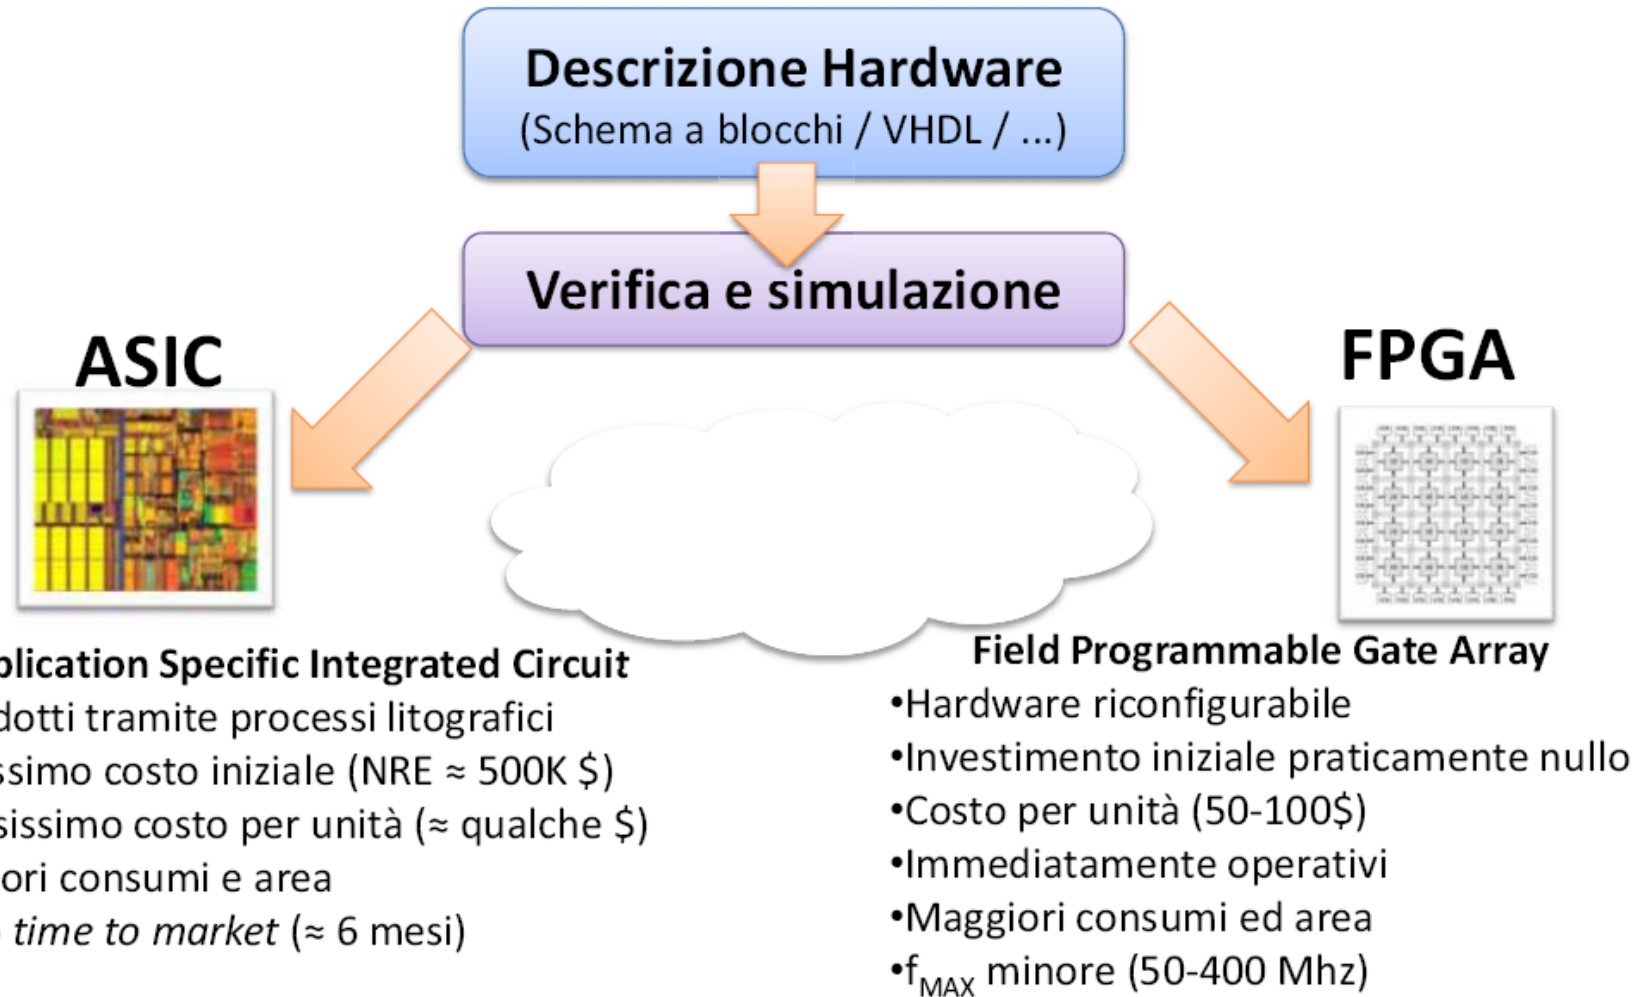 Descrizione Hardware
(Schema a blocchi / VHDL / ...)
Verifica e simulazione
ASIC
FPGA
plication Specific Integrated Circuit
dotti tramite processi litografici
ssimo costo iniziale (NRE ≈ 500K $)
sissimo costo per unità (≈ qualche $)
ori consumi e area
time to market (≈ 6 mesi)
Field Programmable Gate Array
•Hardware riconfigurabile
•Investimento iniziale praticamente nullo
•Costo per unità (50-100$)
•Immediatamente operativi
•Maggiori consumi ed area
•fMAX minore (50-400 Mhz)